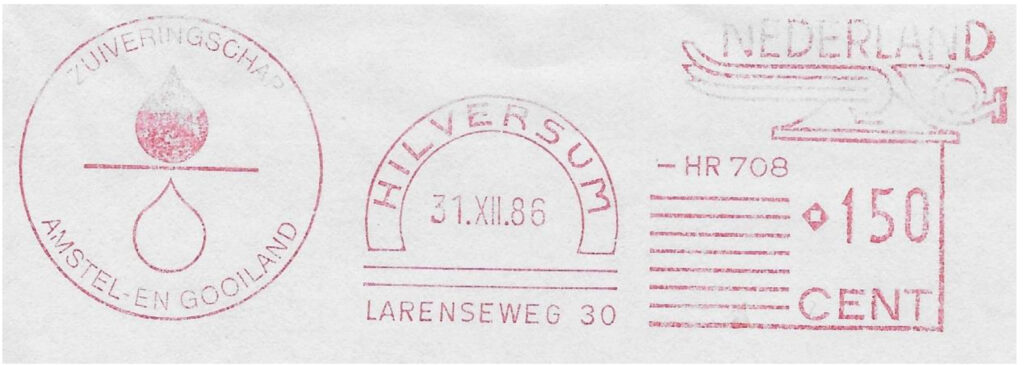 ZUIVERINGSCHAP
AMSTEL-EN GOOILAND
HILVERSUM
31.XII.86
LARENSEWEG 30
NEDERLAND
- HR 708
150
CENT